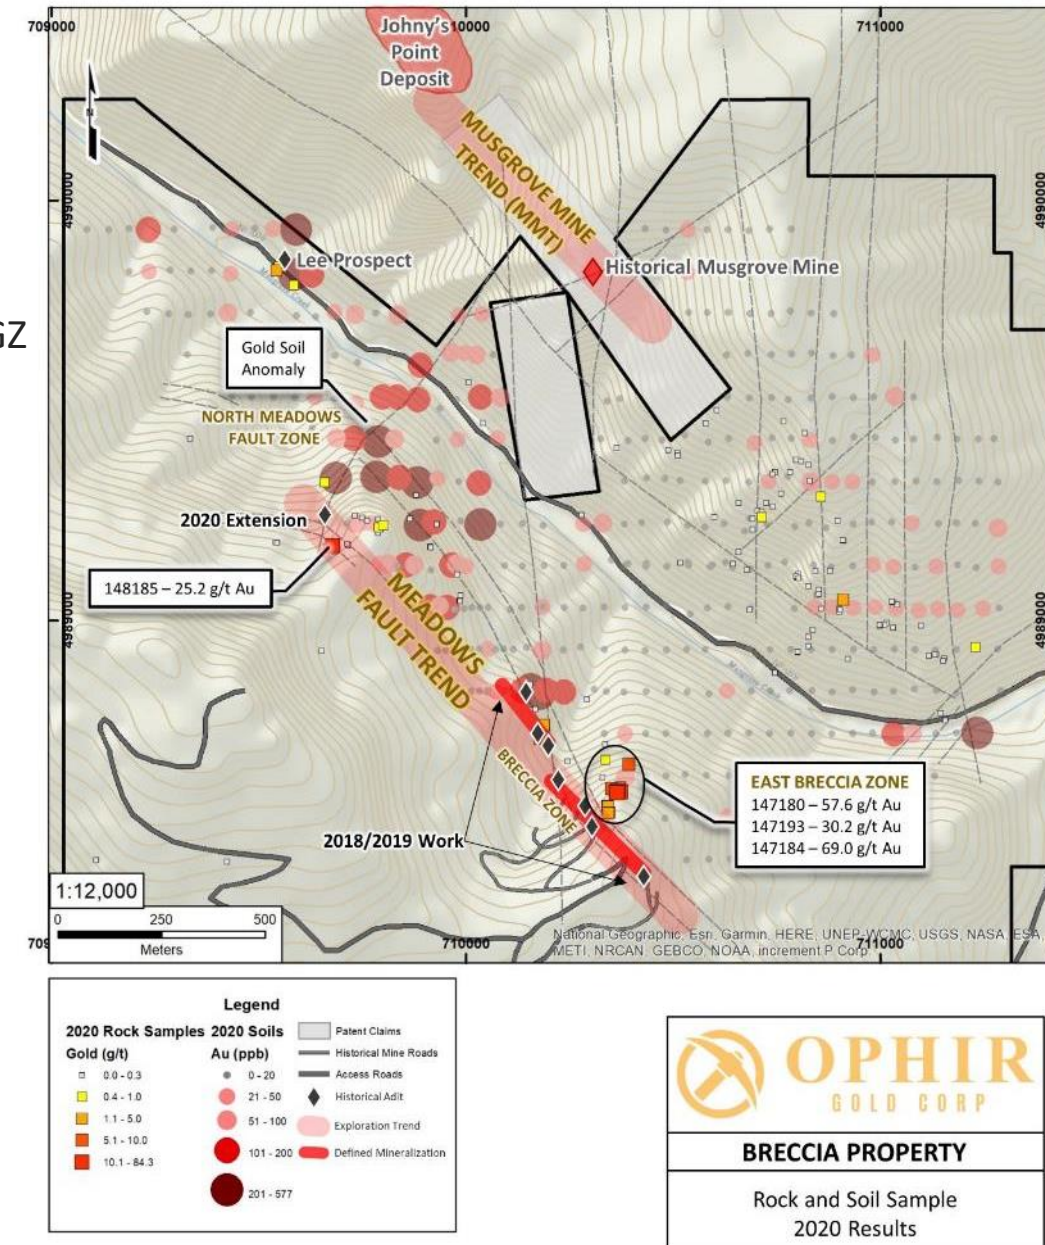 709000
10000
711000
Johny's
Point
Deposit
MUSGROVE MINE
TREND (MMT)
4990000
4990000
Lee Prospect
Historical Musgrove Mine
GZ
Gold Soil
Anomaly
NORTH MEADOWS
FAULT ZONE
2020 Extension
148185 – 25.2 g/t Au
MEADOWS
FAULT TREND
4989000
4989000
BRECCIA ZONE
EAST BRECCIA ZONE
147180 – 57.6 g/t Au
147193 – 30.2 g/t Au
147184 – 69.0 g/t Au
2018/2019 Work
1:12,000
0 250 500
Meters
709
710000
711000
National Geographic, Esri, Garmin, HERE, UNEP-WCMC, USGS, NASA, ESA,
METI, NRCAN, GEBCO, NOAA, increment P Corp.
Legend
2020 Rock Samples
Gold (g/t)
0.0 - 0.3
0.4 - 1.0
1.1 - 5.0
5.1 - 10.0
10.1 - 84.3
2020 Soils
Au (ppb)
0 - 20
21 - 50
51 - 100
101 - 200
201 - 577
Patent Claims
Historical Mine Roads
Access Roads
Historical Adit
Exploration Trend
Defined Mineralization
OPHIR
GOLD CORP
BRECCIA PROPERTY
Rock and Soil Sample
2020 Results